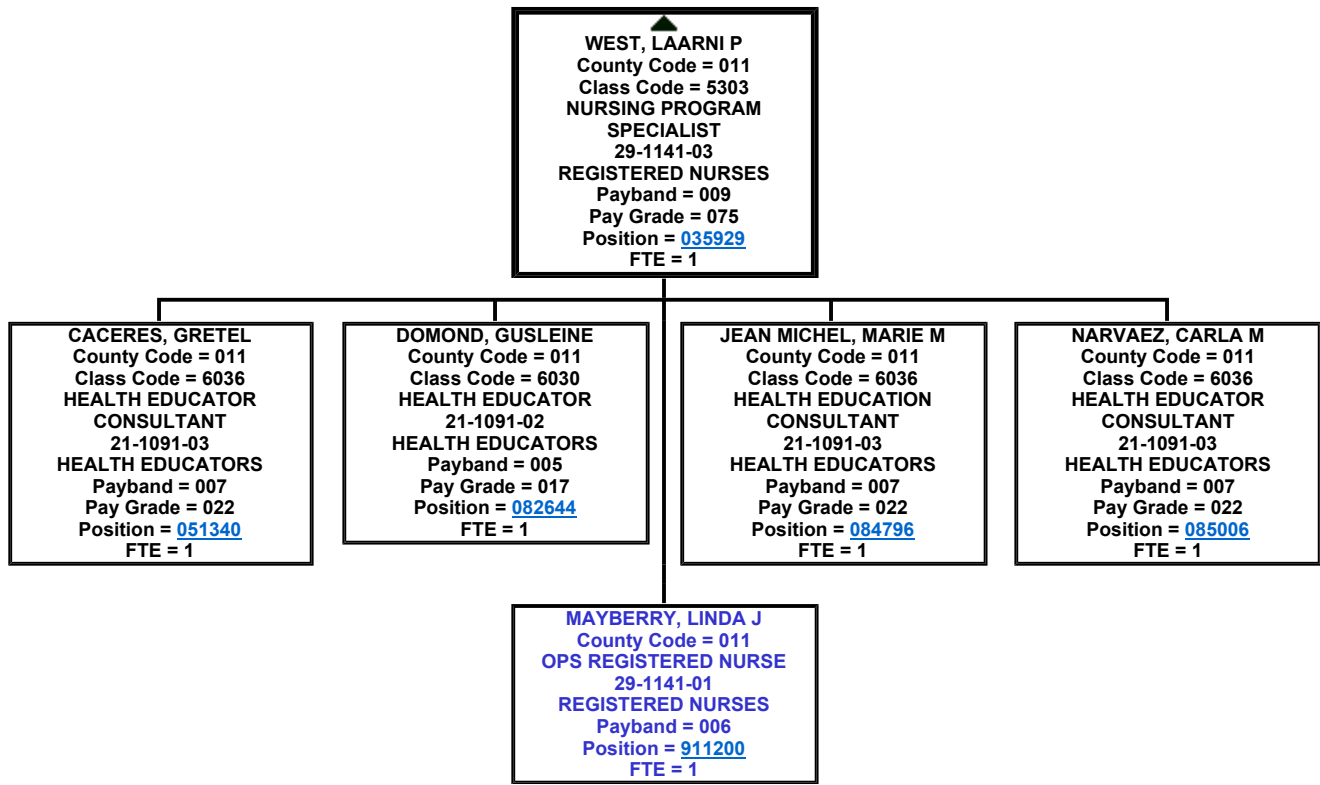 WEST, LAARNI P
County Code = 011
Class Code = 5303
NURSING PROGRAM
SPECIALIST
29-1141-03
REGISTERED NURSES
Payband = 009
Pay Grade = 075
Position = 035929
FTE = 1
CACERES, GRETEL
County Code = 011
Class Code = 6036
HEALTH EDUCATOR
CONSULTANT
21-1091-03
HEALTH EDUCATORS
Payband = 007
Pay Grade = 022
Position = 051340
FTE = 1
DOMOND, GUSLEINE
County Code = 011
Class Code = 6030
HEALTH EDUCATOR
21-1091-02
HEALTH EDUCATORS
Payband = 005
Pay Grade = 017
Position = 082644
FTE = 1
JEAN MICHEL, MARIE M
County Code = 011
Class Code = 6036
HEALTH EDUCATION
CONSULTANT
21-1091-03
HEALTH EDUCATORS
Payband = 007
Pay Grade = 022
Position = 084796
FTE = 1
NARVAEZ, CARLA M
County Code = 011
Class Code = 6036
HEALTH EDUCATOR
CONSULTANT
21-1091-03
HEALTH EDUCATORS
Payband = 007
Pay Grade = 022
Position = 085006
FTE = 1
MAYBERRY, LINDA J
County Code = 011
OPS REGISTERED NURSE
29-1141-01
REGISTERED NURSES
Payband = 006
Position = 911200
FTE = 1